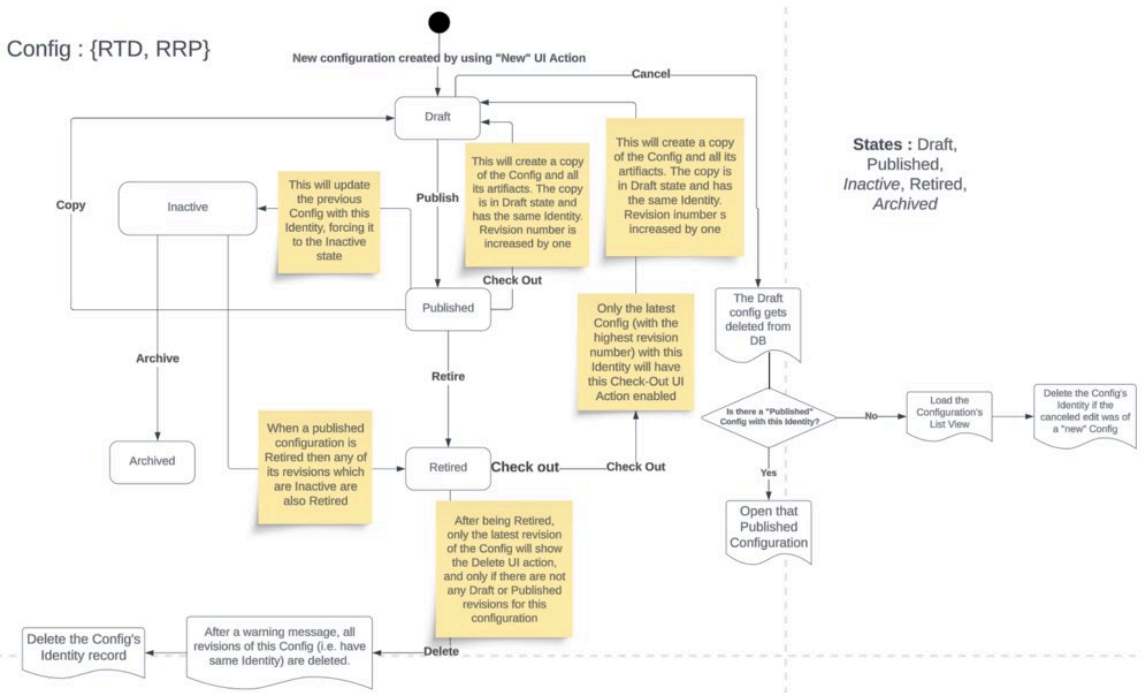 Config : {RTD, RRP}
New configuration created by using "New" UI Action
Cancel
Draft
States : Draft,
Published,
Inactive, Retired,
Archived
Copy
Inactive
This will update
the previous
Config with this
Identity, forcing it
to the Inactive
state
Publish
This will create a copy
of the Config and all
its artifiacts. The copy
is in Draft state and
has the same Identity.
Revision number is
increased by one
This will create a copy
of the Config and all its
artifiacts. The copy is
in Draft state and has
the same Identity.
Revision inumber s
increased by one
Check Out
Published
Only the latest
Config (with the
highest revision
number) with this
Identity will have
this Check-Out UI
Action enabled
The Draft
config gets
deleted from
DB
Archive
Retire
Is there a "Published"
Config with this Identity?
No
Load the
Configuration's
List View
Delete the Config's
Identity if the
canceled edit was of
a "new" Config
When a published
configuration is
Retired then any of
its revisions which
are Inactive are
also Retired
Archived
Retired
Check out
Check Out
Yes
Open that
Published
Configuration
After being Retired,
only the latest revision
of the Config will show
the Delete UI action,
and only if there are not
any Draft or Published
revisions for this
configuration
Delete the Config's
Identity record
After a warning message, all
revisions of this Config (i.e. have
same Identity) are deleted.
Delete